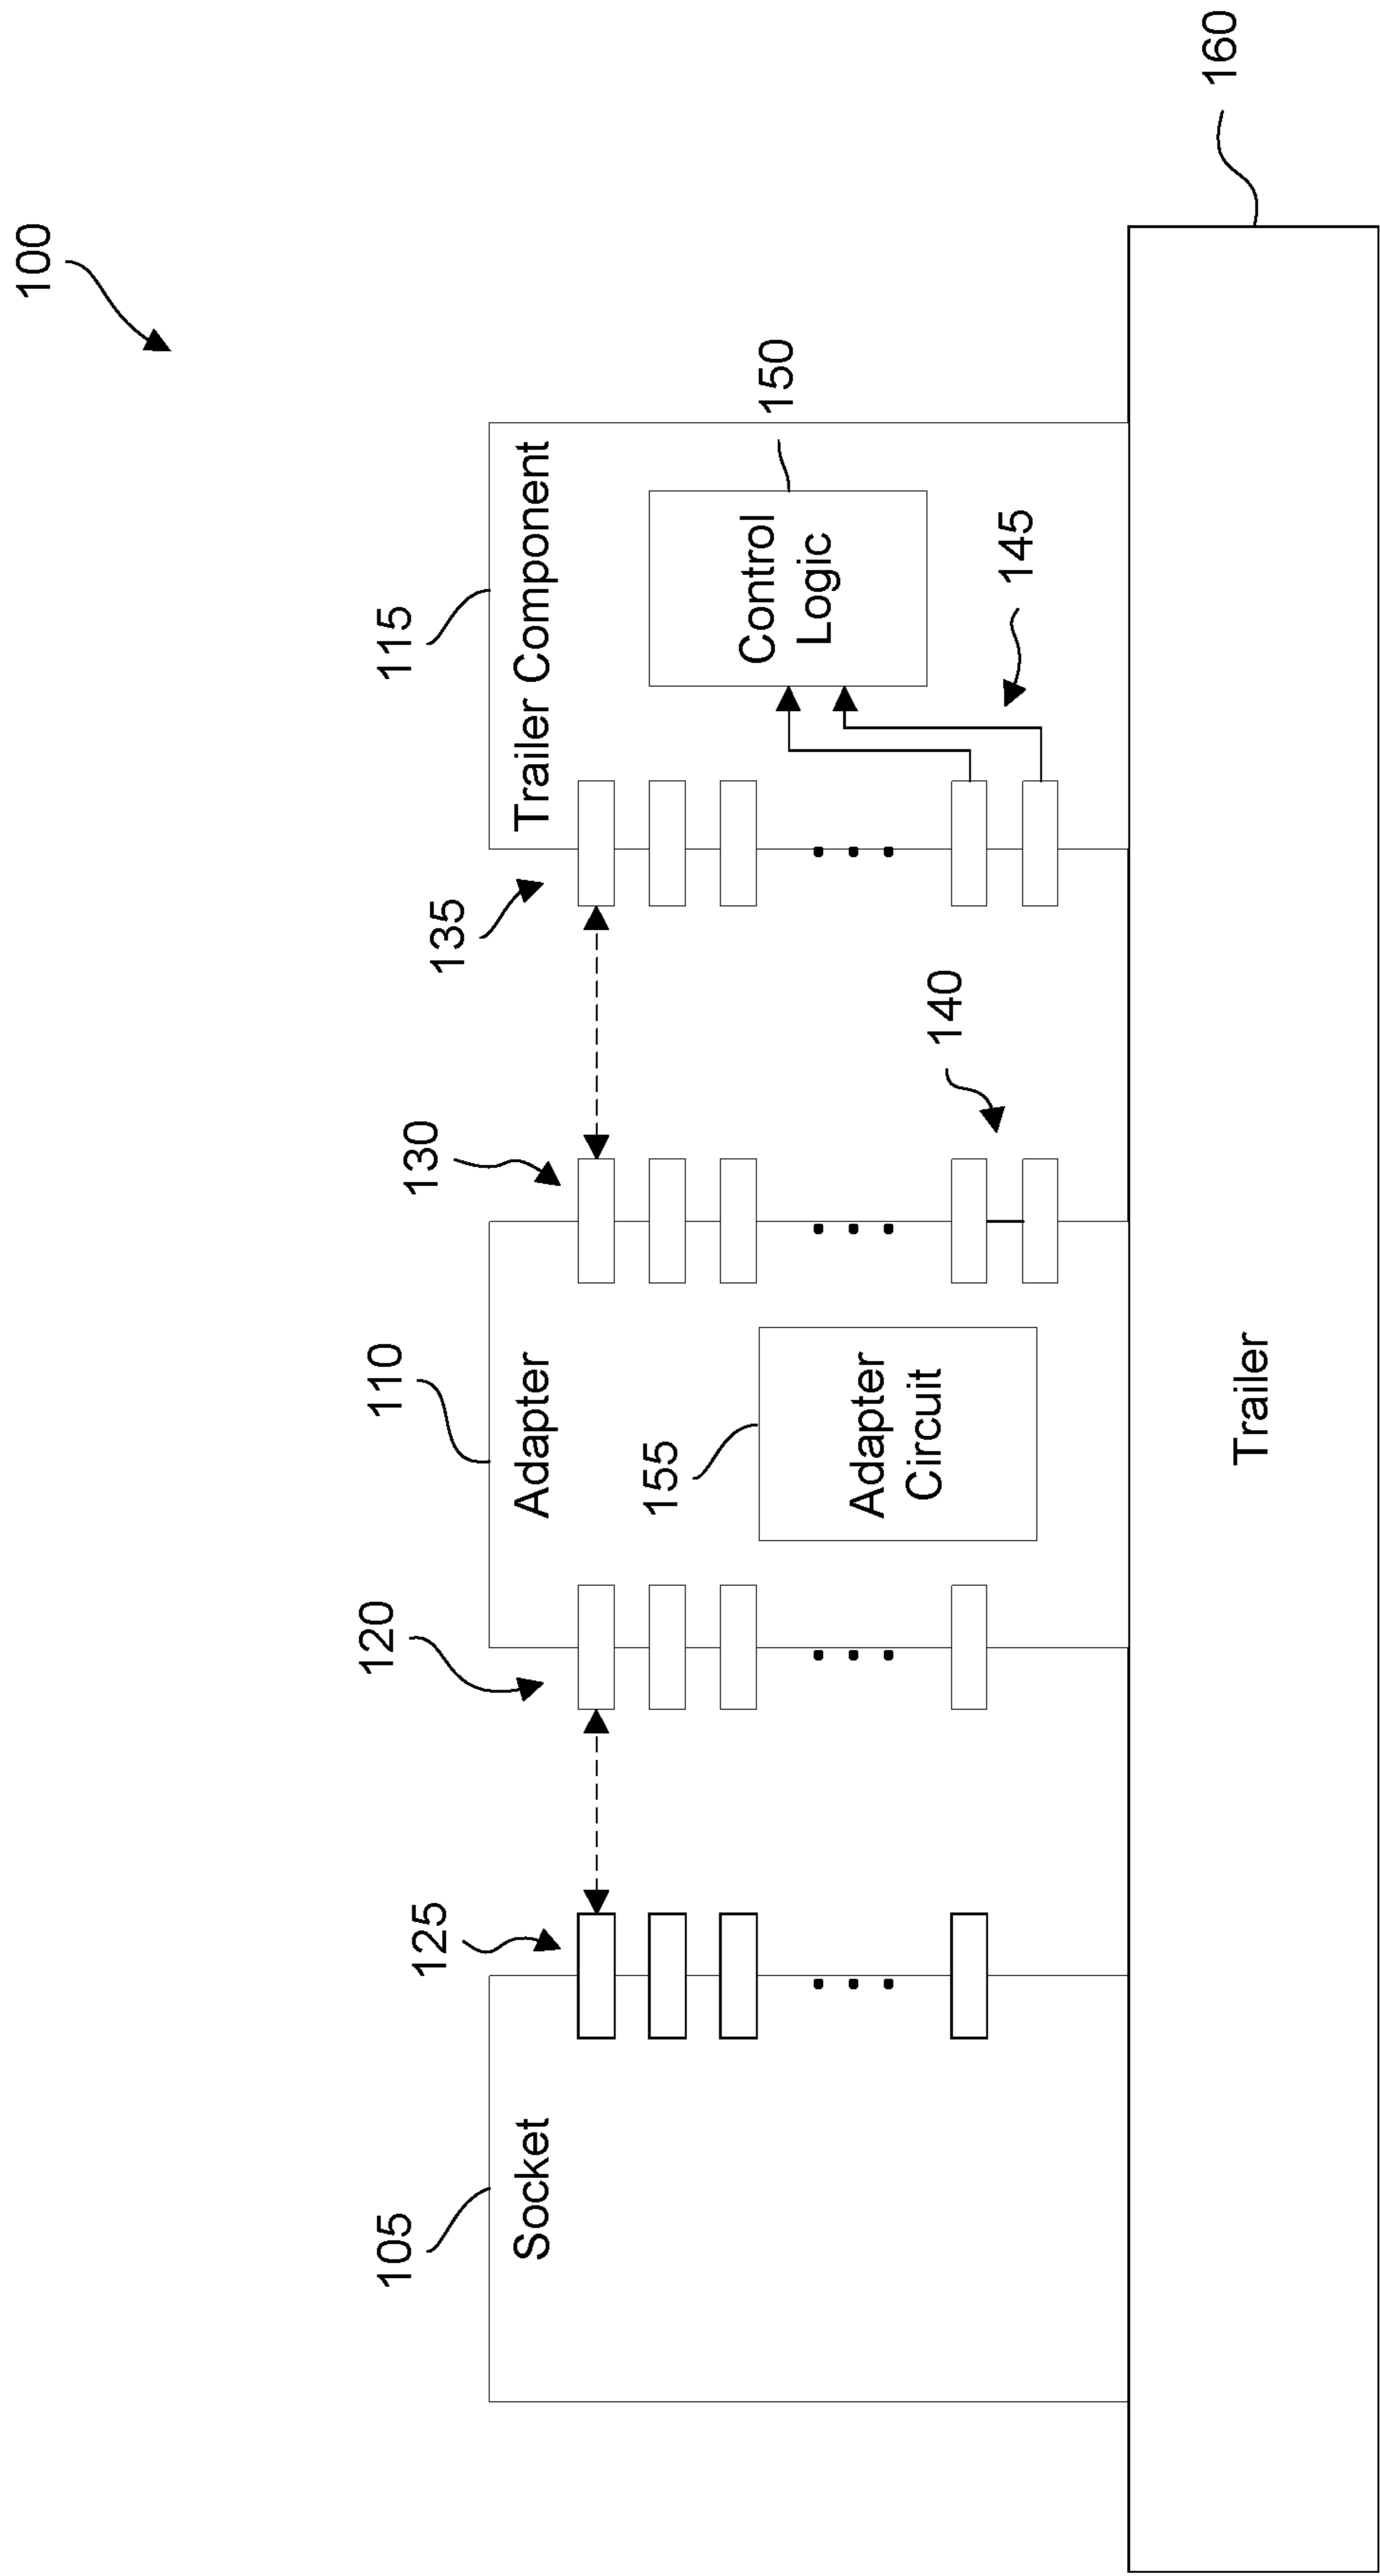 100
115
Trailer Component
135
150
Control
Logic
145
130
140
110
Adapter
155
Adapter
Circuit
120
125
105
Socket
160
Trailer